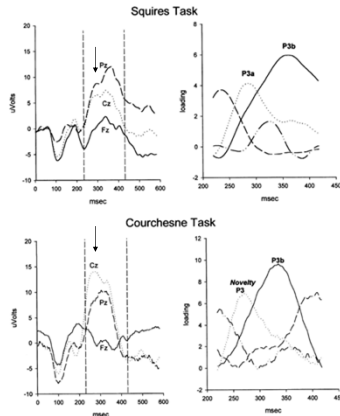 Squires Task
20
15
10
5
0
-5
-10
uVolts
Pz
Cz
Fz
0 100 200 300 400 500 600
msec
8
6
4
2
0
-2
loading
P3a
P3b
200 250 300 350 400 450
msec
Courchesne Task
20
15
10
5
0
-5
-10
uVolts
Cz
Pz
Fz
0 100 200 300 400 500 600
msec
12
10
8
6
4
2
0
-2
loading
Novelty
P3
P3b
200 250 300 350 400 450
msec